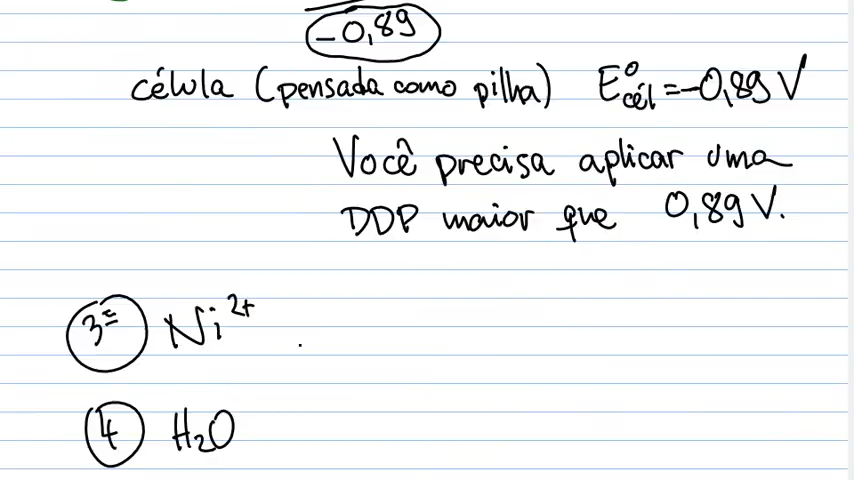 -0,89
célula (pensada como pilha) E°cél = -0,89 V
Você precisa aplicar uma
DDP maior que 0,89 V.
3ª Ni2+
4 H2O